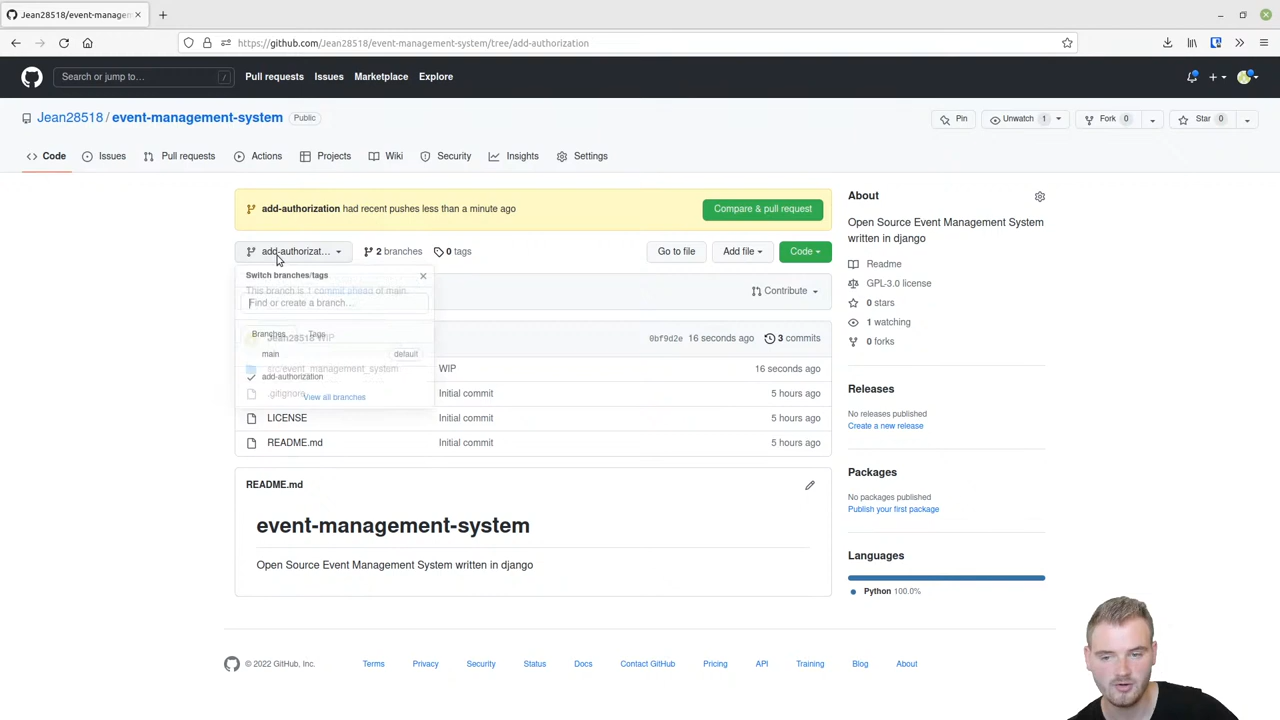 Jean28518/event-managemen
https://github.com/Jean28518/event-management-system/tree/add-authorization
Search or jump to…
/
Pull requests
Issues
Marketplace
Explore
Jean28518 / event-management-system
Public
Pin
Unwatch 1
Fork 0
Star 0
Code
Issues
Pull requests
Actions
Projects
Wiki
Security
Insights
Settings
add-authorization had recent pushes less than a minute ago
Compare & pull request
add-authorizat…
2 branches
0 tags
Go to file
Add file
Code
Switch branches/tags
This branch is 1 commit ahead of main.
Find or create a branch…
Contribute
Branches
Tags
Jean28518 WIP
0bf9d2e 16 seconds ago
3 commits
main
default
src/event_management_system
WIP
16 seconds ago
add-authorization
.gitignore
Initial commit
5 hours ago
View all branches
LICENSE
Initial commit
5 hours ago
README.md
Initial commit
5 hours ago
README.md
event-management-system
Open Source Event Management System written in django
About
Open Source Event Management System
written in django
Readme
GPL-3.0 license
0 stars
1 watching
0 forks
Releases
No releases published
Create a new release
Packages
No packages published
Publish your first package
Languages
Python 100.0%
© 2022 GitHub, Inc.
Terms
Privacy
Security
Status
Docs
Contact GitHub
Pricing
API
Training
Blog
About